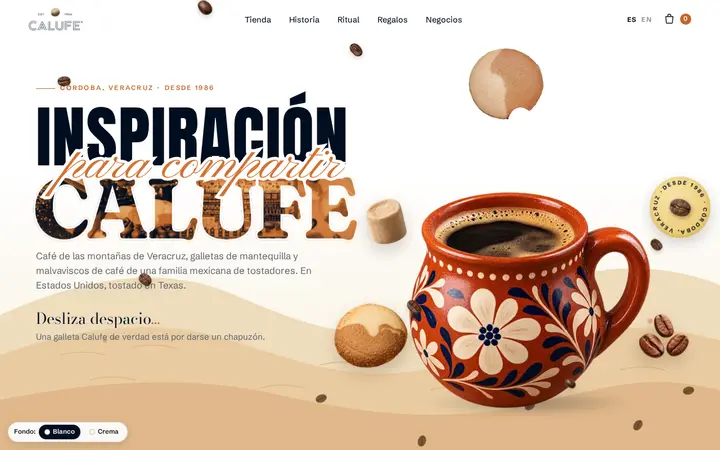 EST 1986
CALUFE
Tienda Historia Ritual Regalos Negocios
ES EN
0
CÓRDOBA, VERACRUZ · DESDE 1986
INSPIRACIÓN
para compartir
CALUFE
Café de las montañas de Veracruz, galletas de mantequilla y
malvaviscos de café de una familia mexicana de tostadores. En
Estados Unidos, tostado en Texas.
Desliza despacio...
Una galleta Calufe de verdad está por darse un chapuzón.
· DESDE 1986 · CÓRDOBA, VERACRUZ
Fondo: Blanco Crema